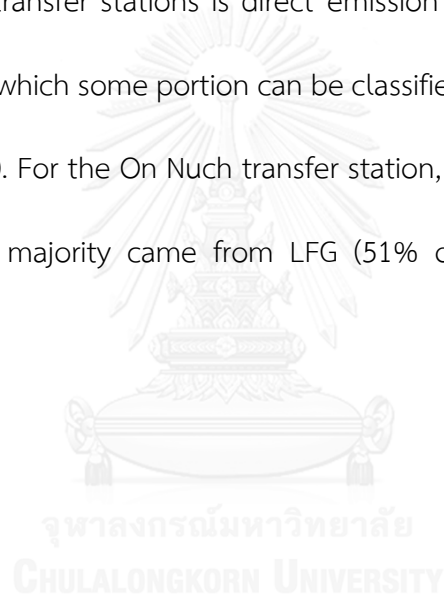 transfer stations is direct emission
which some portion can be classifie
). For the On Nuch transfer station,
majority came from LFG (51% c
จุฬาลงกรณ์มหาวิทยาลัย
CHULALONGKORN UNIVERSITY